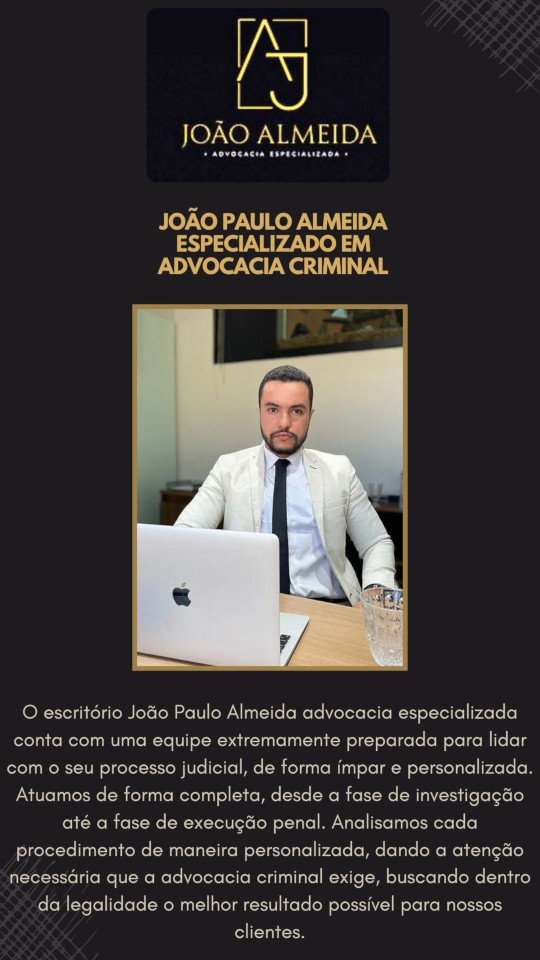 AJ
JOÃO ALMEIDA
• ADVOCACIA ESPECIALIZADA •
JOÃO PAULO ALMEIDA
ESPECIALIZADO EM
ADVOCACIA CRIMINAL
O escritório João Paulo Almeida advocacia especializada
conta com uma equipe extremamente preparada para lidar
com o seu processo judicial, de forma ímpar e personalizada.
Atuamos de forma completa, desde a fase de investigação
até a fase de execução penal. Analisamos cada
procedimento de maneira personalizada, dando a atenção
necessária que a advocacia criminal exige, buscando dentro
da legalidade o melhor resultado possível para nossos
clientes.